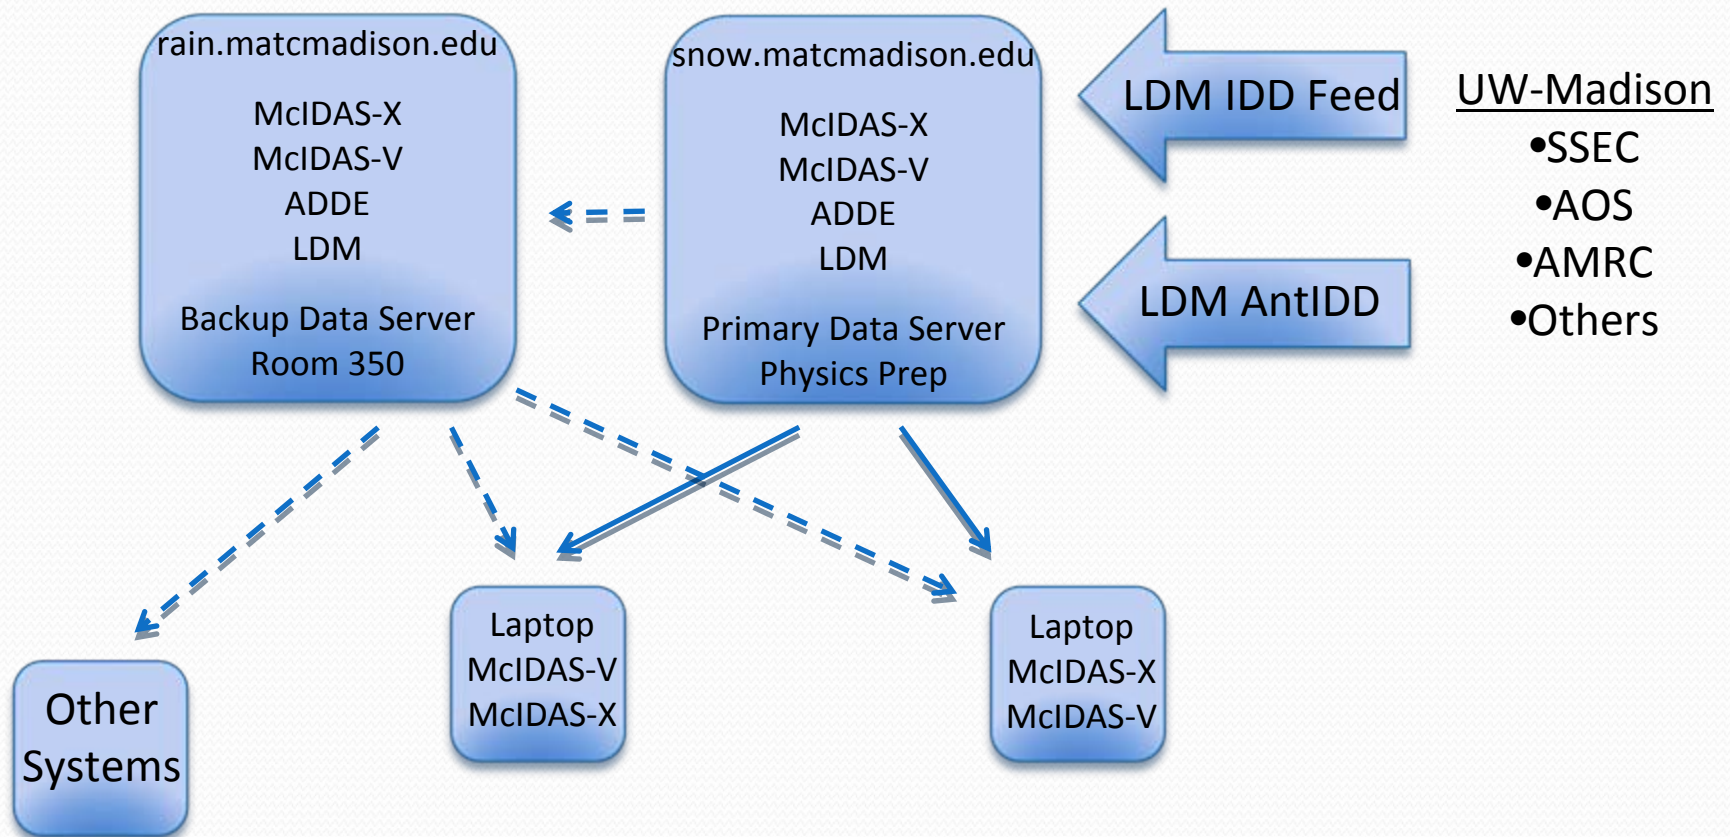 rain.matcmadison.edu
McIDAS-X
McIDAS-V
ADDE
LDM
Backup Data Server
Room 350
snow.matcmadison.edu
McIDAS-X
McIDAS-V
ADDE
LDM
Primary Data Server
Physics Prep
LDM IDD Feed
LDM AntIDD
UW-Madison
•SSEC
•AOS
•AMRC
•Others
Other
Systems
Laptop
McIDAS-V
McIDAS-X
Laptop
McIDAS-X
McIDAS-V